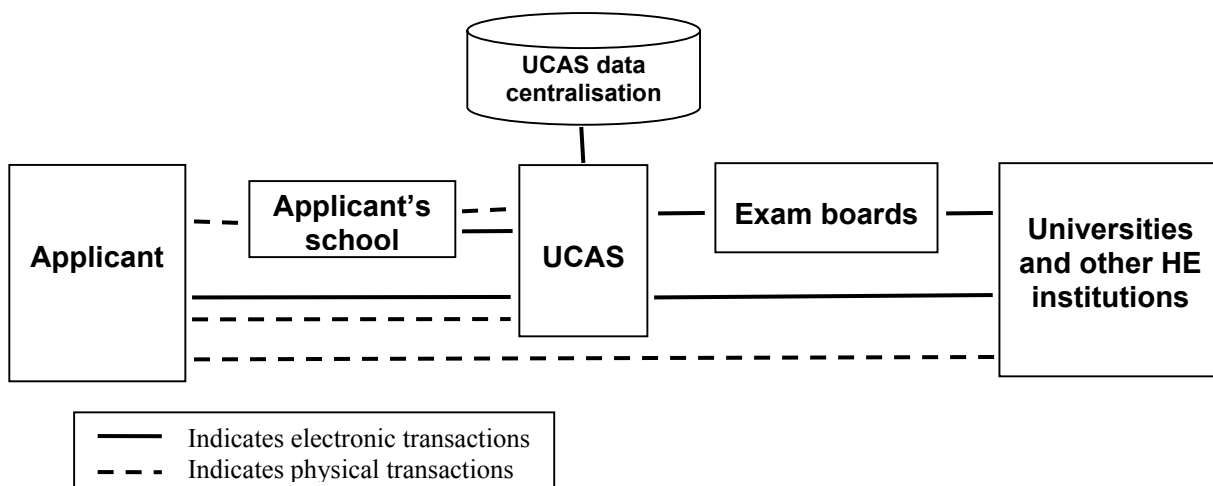 UCAS data
centralisation
Applicant
Applicant’s
school
UCAS
Exam boards
Universities
and other HE
institutions
Indicates electronic transactions
Indicates physical transactions